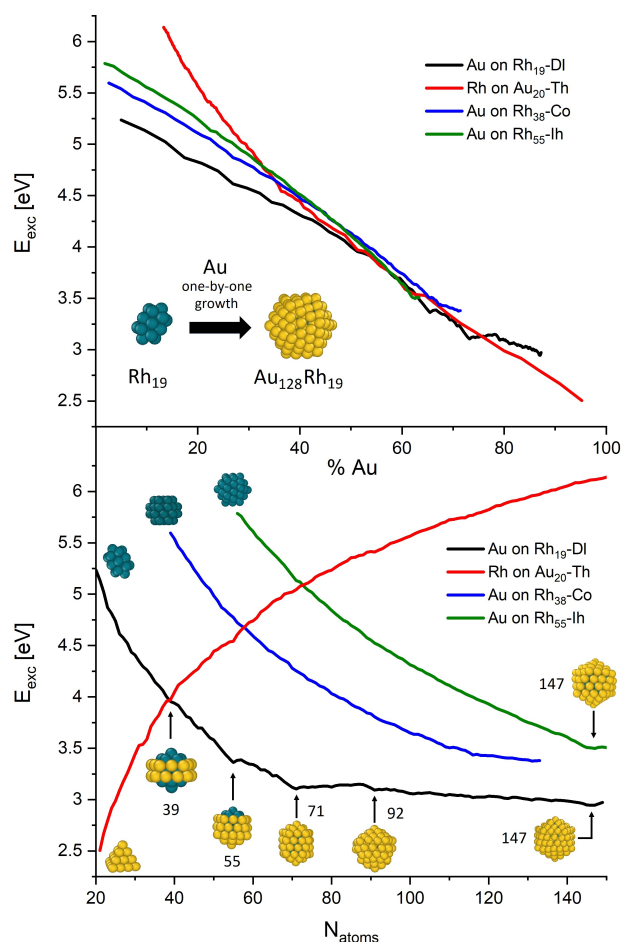 6
5.5
5
4.5
4
3.5
3
2.5
E_exc [eV]
Au on Rh₁₉-DI
Rh on Au₂₀-Th
Au on Rh₃₈-Co
Au on Rh₅₅-Ih
Au
one-by-one
growth
Rh₁₉
Au₁₂₈Rh₁₉
20 40 60 80 100
% Au
6
5.5
5
4.5
4
3.5
3
2.5
E_exc [eV]
Au on Rh₁₉-DI
Rh on Au₂₀-Th
Au on Rh₃₈-Co
Au on Rh₅₅-Ih
147
39
55
71
92
147
20 40 60 80 100 120 140
N_atoms